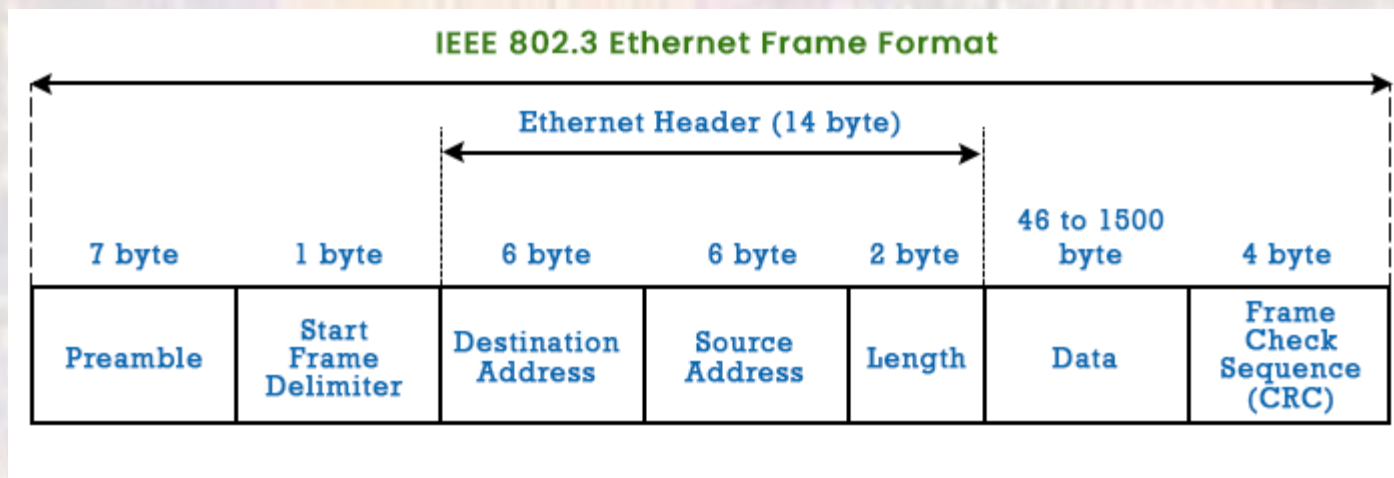 IEEE 802.3 Ethernet Frame Format
Ethernet Header (14 byte)
7 byte
1 byte
6 byte
6 byte
2 byte
46 to 1500
byte
4 byte
Preamble
Start
Frame
Delimiter
Destination
Address
Source
Address
Length
Data
Frame
Check
Sequence
(CRC)